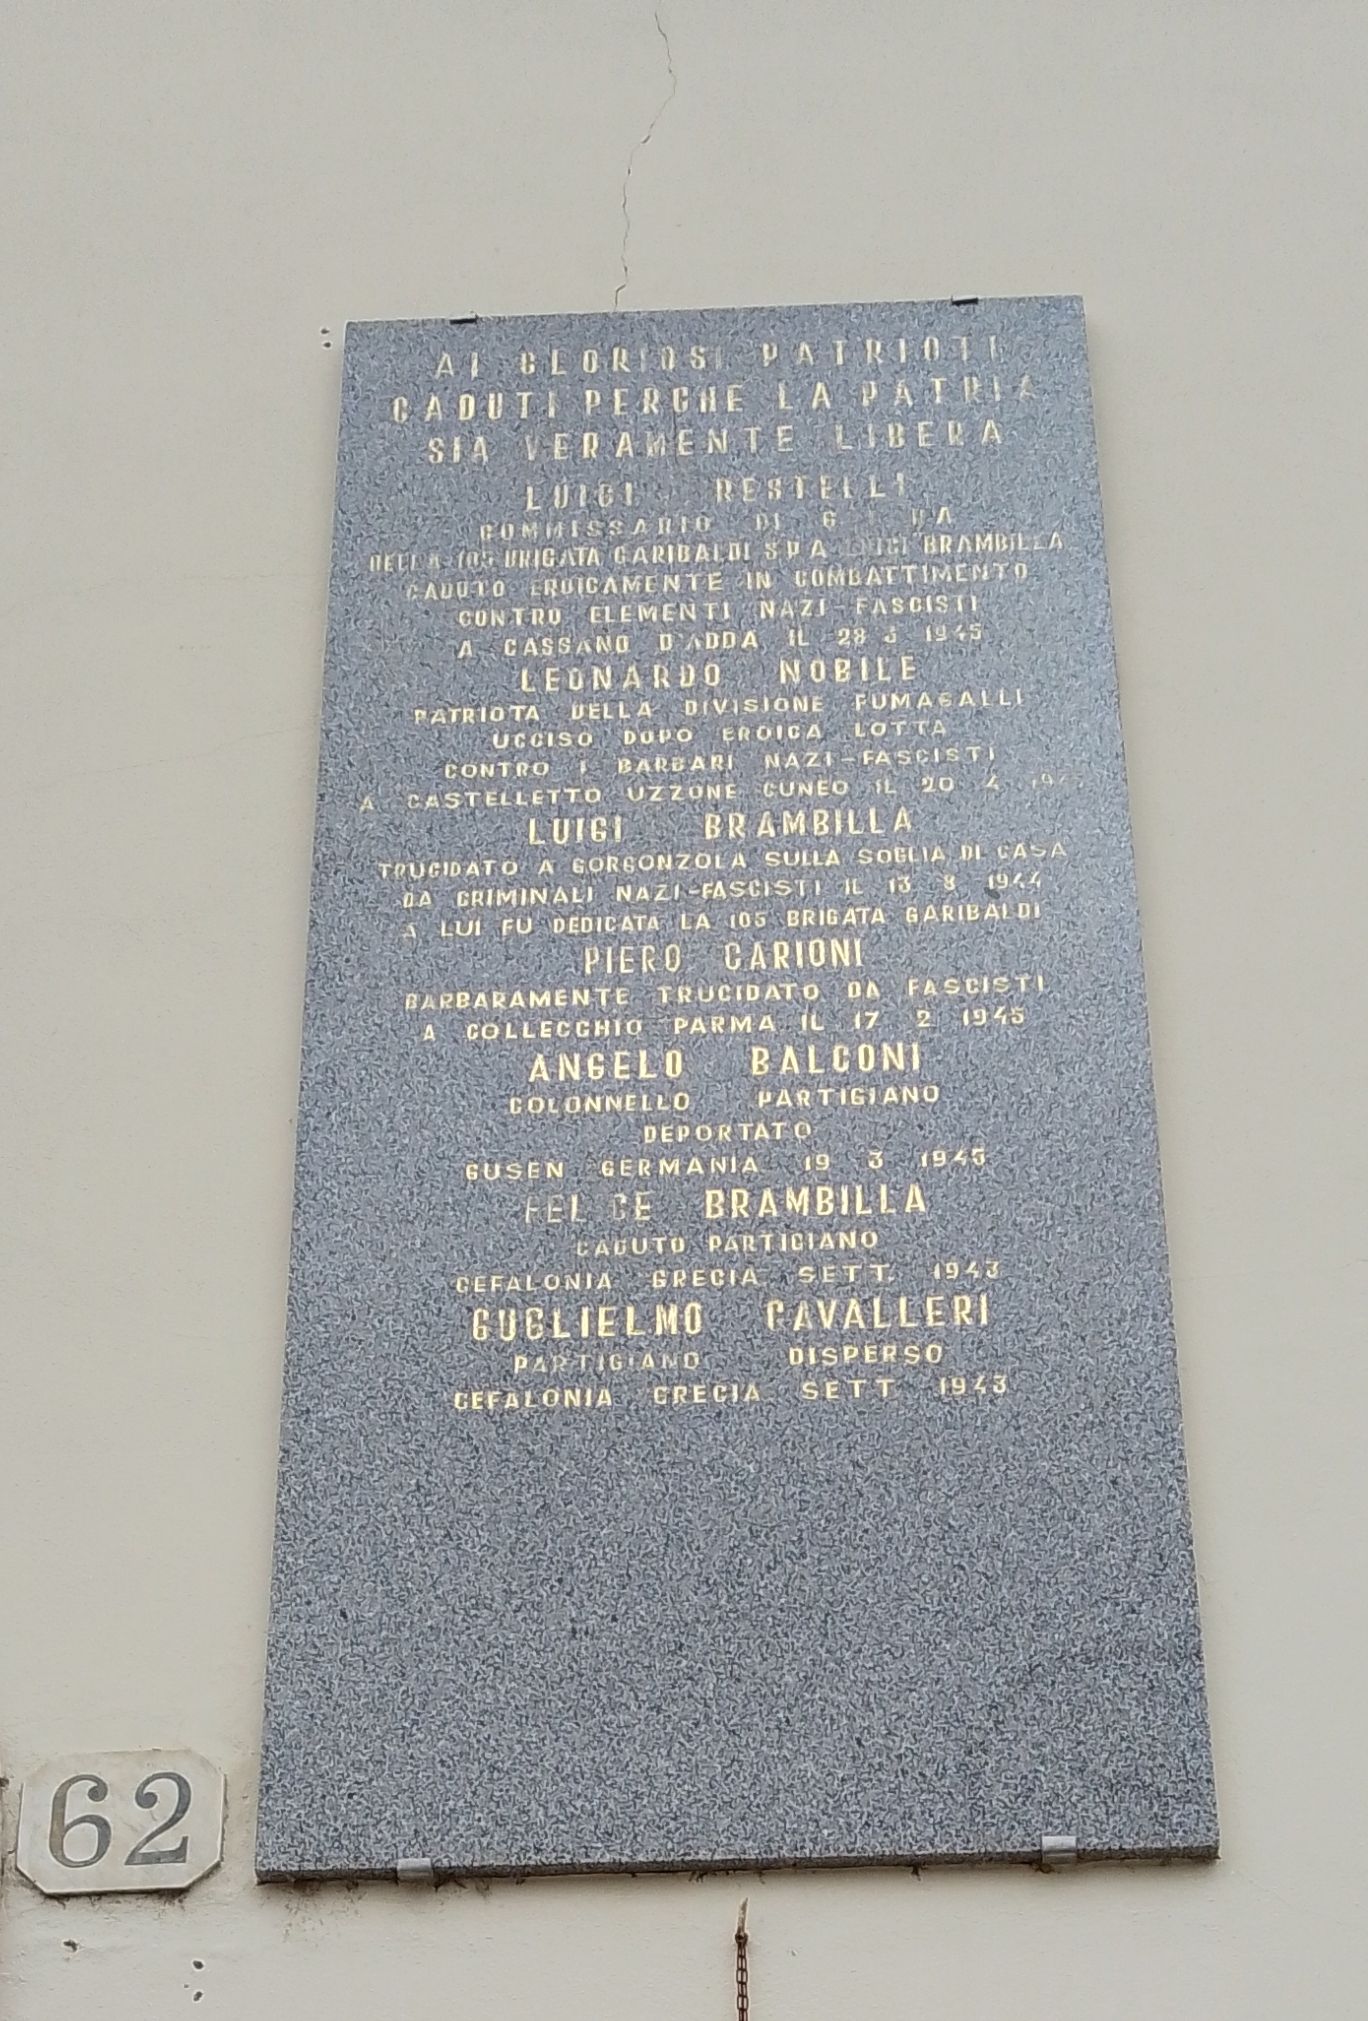 AI GLORIOSI PATRIOTI
CADUTI PERCHE LA PATRIA
SIA VERAMENTE LIBERA
LUIGI RESTELLI
COMMISSARIO DI
DELLA 105 BRIGATA GARIBALDI S P A LUIGI BRAMBILLA
CADUTO EROICAMENTE IN COMBATTIMENTO
CONTRO ELEMENTI NAZI-FASCISTI
A CASSANO D'ADDA IL 28 1945
LEONARDO NOBILE
PATRIOTA DELLA DIVISIONE FUMAGALLI
UCCISO DOPO EROICA LOTTA
CONTRO I BARBARI NAZI-FASCISTI
A CASTELLETTO UZZONE CUNEO IL 20 4
LUIGI BRAMBILLA
TRUCIDATO A GORGONZOLA SULLA SOGLIA DI CASA
DA CRIMINALI NAZI-FASCISTI IL 13 8 1944
A LUI FU DEDICATA LA 105 BRIGATA GARIBALDI
PIERO CARIONI
BARBARAMENTE TRUCIDATO DA FASCISTI
A COLLECCHIO PARMA IL 17 2 1945
ANGELO BALCONI
COLONNELLO PARTIGIANO
DEPORTATO
GUSEN GERMANIA 19 3 1945
FELICE BRAMBILLA
CADUTO PARTIGIANO
CEFALONIA GRECIA SETT. 1943
GUGLIELMO CAVALLERI
PARTIGIANO DISPERSO
CEFALONIA GRECIA SETT 1943
62